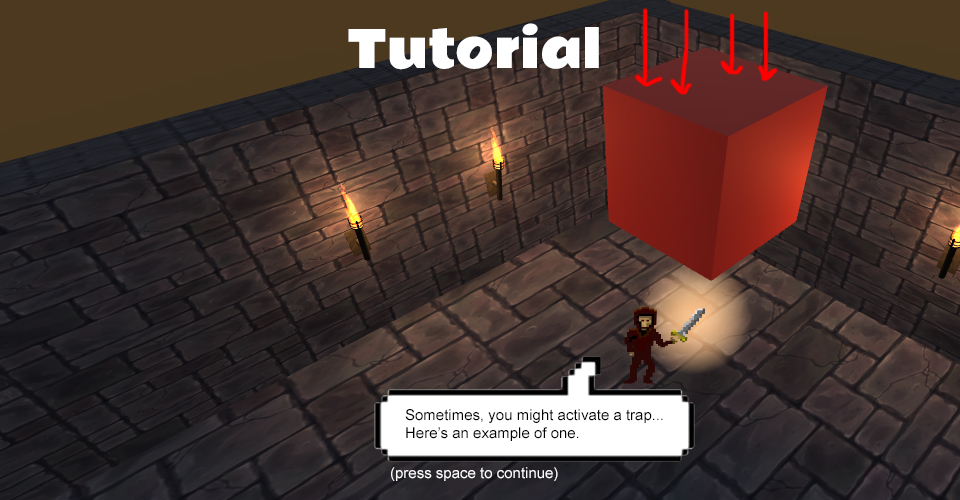 Tutorial
Sometimes, you might activate a trap...
Here's an example of one.
(press space to continue)